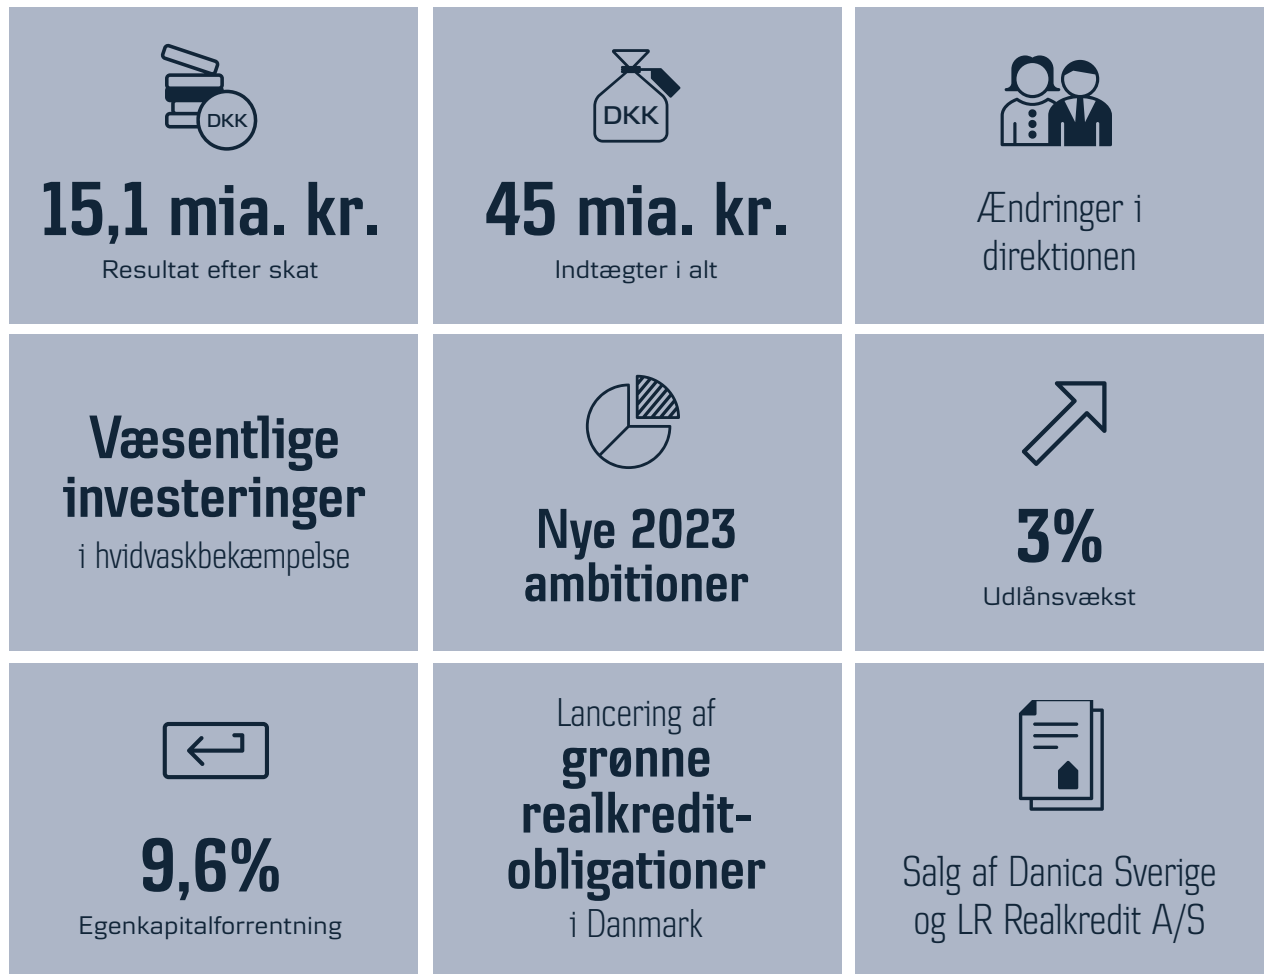 DKK
15,1 mia. kr.
Resultat efter skat
DKK
45 mia. kr.
Indtægter i alt
Ændringer i
direktionen
Væsentlige
investeringer
i hvidvaskbekæmpelse
Nye 2023
ambitioner
3%
Udlånsvækst
9,6%
Egenkapitalforrentning
Lancering af
grønne
realkredit-
obligationer
i Danmark
Salg af Danica Sverige
og LR Realkredit A/S